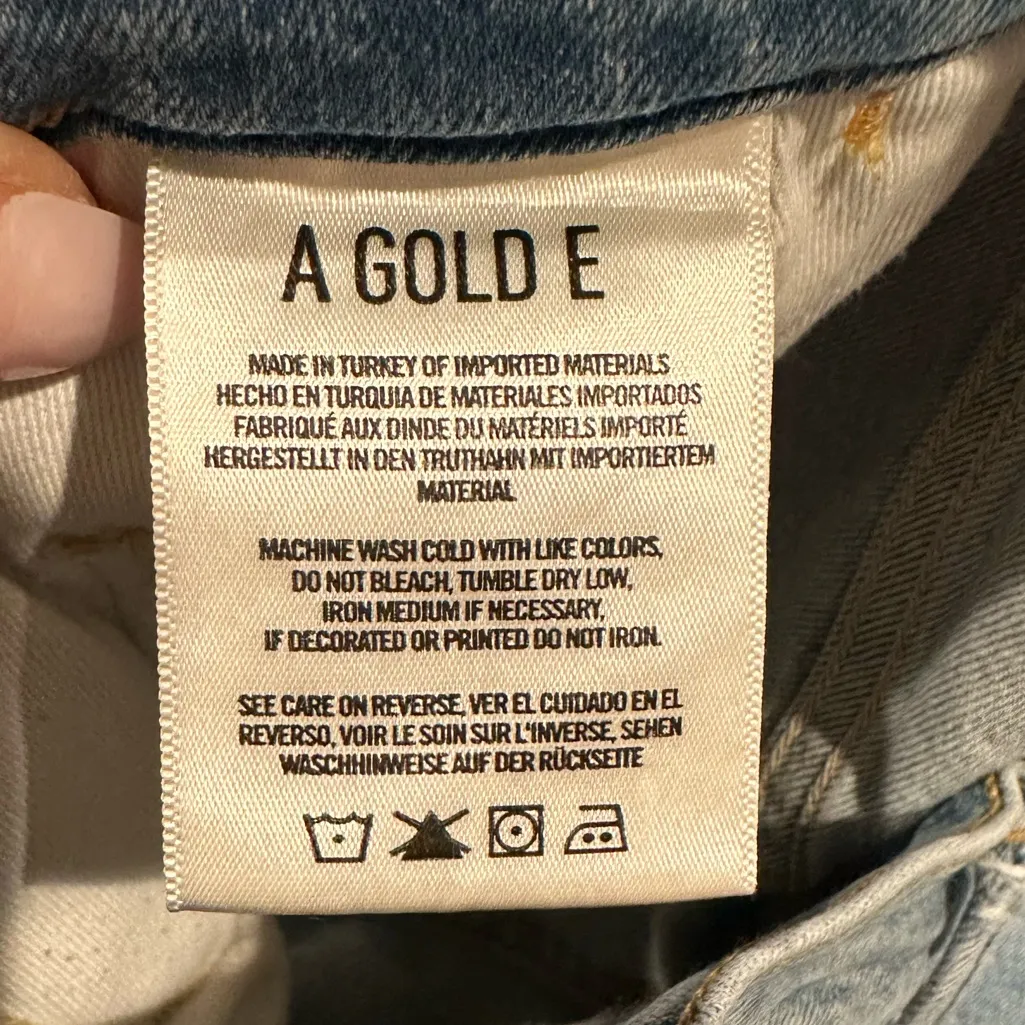 A GOLD E
MADE IN TURKEY OF IMPORTED MATERIALS
HECHO EN TURQUIA DE MATERIALES IMPORTADOS
FABRIQUÉ AUX DINDE DU MATÉRIELS IMPORTÉ
HERGESTELLT IN DEN TRUTHAHN MIT IMPORTIERTEM
MATERIAL
MACHINE WASH COLD WITH LIKE COLORS,
DO NOT BLEACH, TUMBLE DRY LOW,
IRON MEDIUM IF NECESSARY,
IF DECORATED OR PRINTED DO NOT IRON.
SEE CARE ON REVERSE, VER EL CUIDADO EN EL
REVERSO, VOIR LE SOIN SUR L'INVERSE, SEHEN
WASCHHINWEISE AUF DER RÜCKSEITE